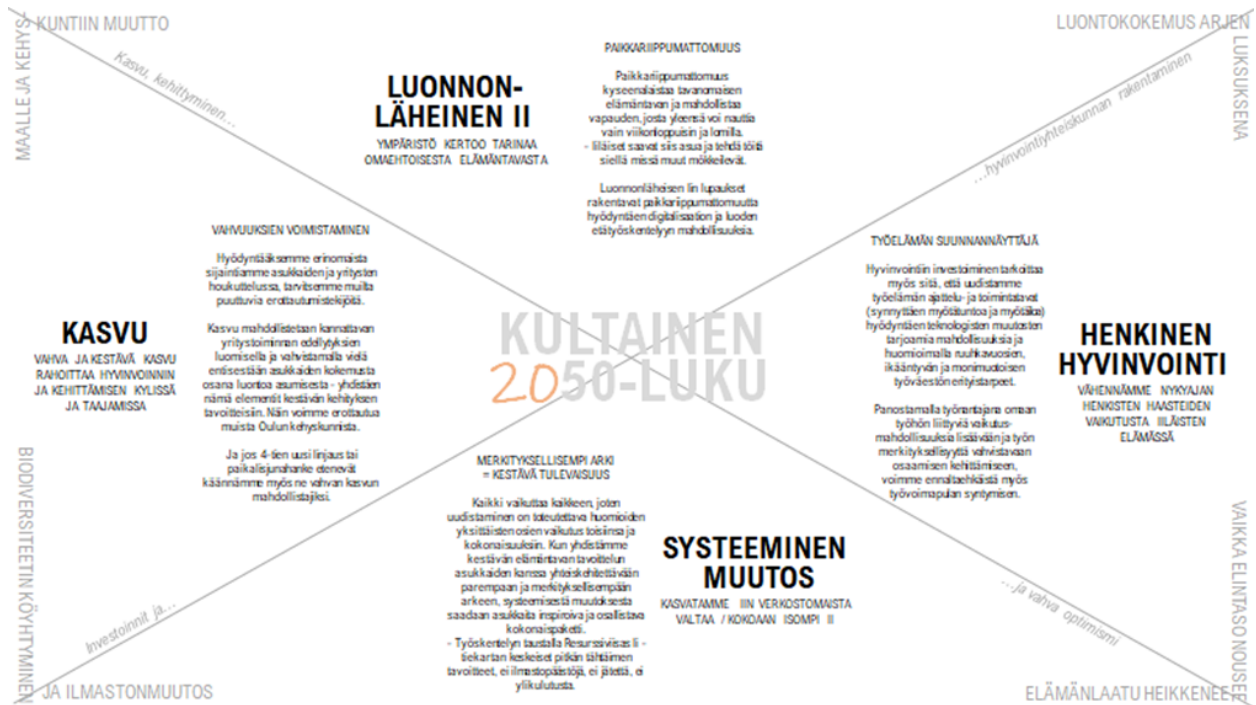 KUNTIIN MUUTTO
MAALLE JA KEHYS-
LUONTOKOKEMUS ARJEN
LUKSUKSENA
Kasvu, kehittyminen...
...hyvinvointiyhteiskunnan rakentaminen
LUONNON-
LÄHEINEN II
YMPÄRISTÖ KERTOO TARINAA
OMAEHTOISESTA ELÄMÄNTAVASTA
PAIKKARIIPPUMATTOMUUS
Paikkariippumattomuus
kyseenalaistaa tavanomaisen
elämäntavan ja mahdollistaa
vapauden, josta yleensä voi nauttia
vain viikonloppuisin ja lomilla.
- Iiläiset saavat siis asua ja tehdä töitä
siellä missä muut mökkeilevät.
Luonnonläheisen Iin lupaukset
rakentavat paikkariippumattomuutta
hyödyntäen digitalisaation ja luoden
etätyöskentelyyn mahdollisuuksia.
KASVU
VAHVA JA KESTÄVÄ KASVU
RAHOITTAA HYVINVOINNIN
JA KEHITTÄMISEN KYLISSÄ
JA TAAJAMISSA
VAHVUUKSIEN VOIMISTAMINEN
Hyödyntääksemme erinomaista
sijaintiamme asukkaiden ja yritysten
houkuttelussa, tarvitsemme muilta
puuttuvia erottautumistekijöitä.
Kasvu mahdollistetaan kannattavan
yritystoiminnan edellytyksien
luomisella ja vahvistamalla vielä
entisestään asukkaiden kokemusta
osana luontoa asumisesta - yhdistäen
nämä elementit kestävän kehityksen
tavoitteisiin. Näin voimme erottautua
muista Oulun kehyskunnista.
Ja jos 4-tien uusi linjaus tai
paikallisjunahanke etenevät
käännämme myös ne vahvan kasvun
mahdollistajiksi.
KULTAINEN
2050-LUKU
TYÖELÄMÄN SUUNNANNÄYTTÄJÄ
Hyvinvointiin investoiminen tarkoittaa
myös sitä, että uudistamme
työelämän ajattelu- ja toimintatavat
(synnyttäen myötätuntoa ja myötäiloa)
hyödyntäen teknologisten muutosten
tarjoamia mahdollisuuksia ja
huomioimalla ruuhkavuosien,
ikääntyvän ja monimuotoisen
työväestön erityistarpeet.
Panostamalla työnantajana omaan
työhön liittyviä vaikutus-
mahdollisuuksia lisäävään ja työn
merkityksellisyyttä vahvistavaan
osaamisen kehittämiseen,
voimme ennaltaehkäistä myös
työvoimapulan syntymisen.
HENKINEN
HYVINVOINTI
VÄHENNÄMME NYKYAJAN
HENKISTEN HAASTEIDEN
VAIKUTUSTA IILÄISTEN
ELÄMÄSSÄ
MERKITYKSELLISEMPI ARKI
= KESTÄVÄ TULEVAISUUS
Kaikki vaikuttaa kaikkeen, joten
uudistaminen on toteutettava huomioiden
yksittäisten osien vaikutus toisiinsa ja
kokonaisuuksiin. Kun yhdistämme
kestävän elämäntavan tavoittelun
asukkaiden kanssa yhteiskehitettävään
parempaan ja merkityksellisempään
arkeen, systeemisestä muutoksesta
saadaan asukkaita inspiroiva ja osallistava
kokonaispaketti.
- Työskentelyn taustalla Resurssiviisas Ii -
tiekartan keskeiset pitkän tähtäimen
tavoitteet, ei ilmastopäästöjä, ei jätettä, ei
ylikulutusta.
SYSTEEMINEN
MUUTOS
KASVATAMME IIN VERKOSTOMAISTA
VALTAA / KOKOAAN ISOMPI II
Investoinnit ja...
...ja vahva optimismi
BIODIVERSITEETIN KÖYHTYMINEN
JA ILMASTONMUUTOS
VAIKKA ELINTASO NOUSEE
ELÄMÄNLAATU HEIKKENEE